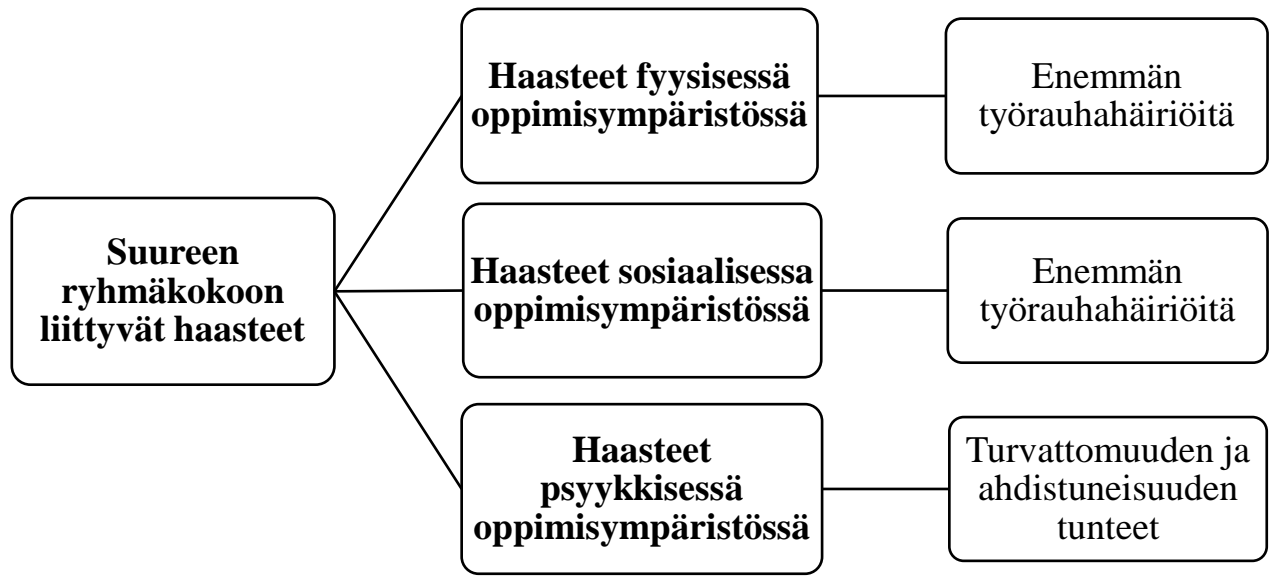 Suureen
ryhmäkokoon
liittyvät haasteet
Haasteet fyysisessä
oppimisympäristössä
Enemmän
työrauhahäiriöitä
Haasteet sosiaalisessa
oppimisympäristössä
Enemmän
työrauhahäiriöitä
Haasteet
psyykkisessä
oppimisympäristössä
Turvattomuuden ja
ahdistuneisuuden
tunteet